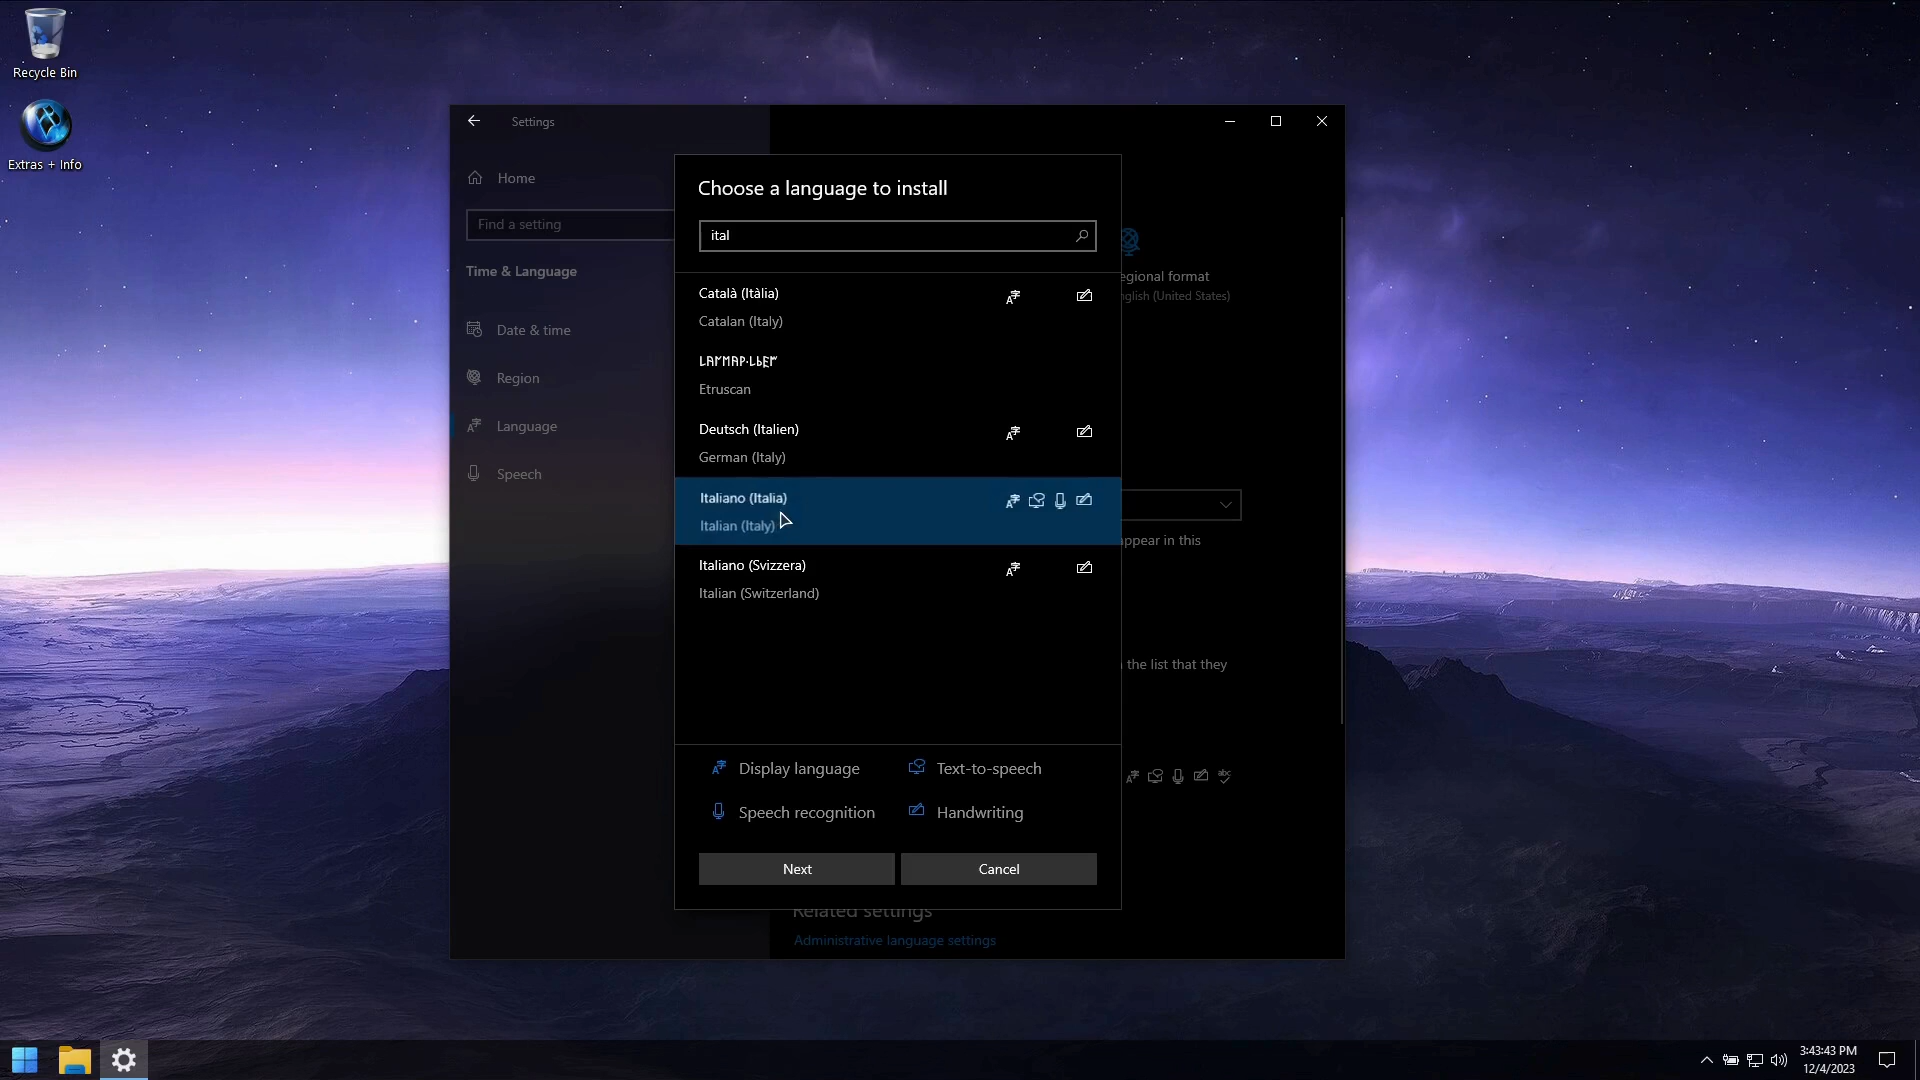 Recycle Bin
Extras + Info
Settings
Home
Find a setting
Time & Language
Date & time
Region
Language
Speech
egional format
nglish (United States)
appear in this
the list that they
Related settings
Administrative language settings
Choose a language to install
ital
Català (Itàlia)
Catalan (Italy)
Etruscan
Deutsch (Italien)
German (Italy)
Italiano (Italia)
Italian (Italy)
Italiano (Svizzera)
Italian (Switzerland)
Display language
Text-to-speech
Speech recognition
Handwriting
Next
Cancel
3:43:43 PM
12/4/2023